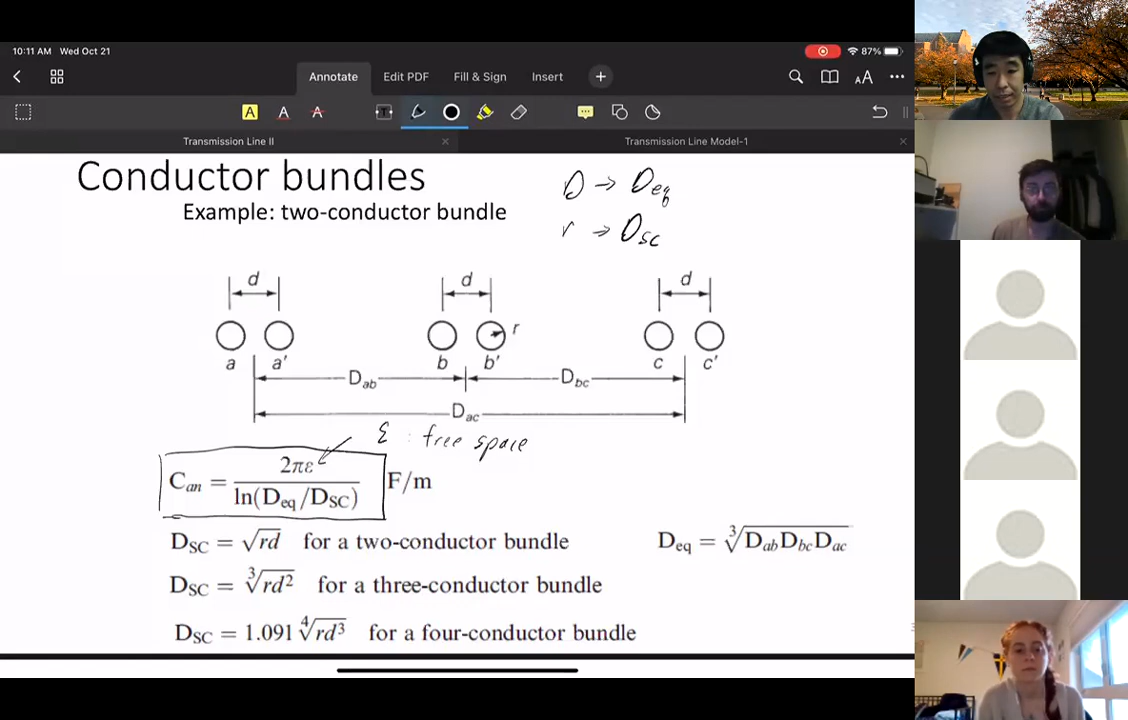 10:11 AM Wed Oct 21
87%
Annotate Edit PDF Fill & Sign Insert
AA
A A A
Transmission Line II Transmission Line Model-1
Conductor bundles
Example: two-conductor bundle
D → Deq
r → DSC
d d d
r
a a' b b' c c'
Dab Dbc
Dac
ε : free space
Can = 2πε / ln(Deq/DSC) F/m
DSC = √rd for a two-conductor bundle
Deq = ∛DabDbcDac
DSC = ∛rd² for a three-conductor bundle
DSC = 1.091 ∜rd³ for a four-conductor bundle